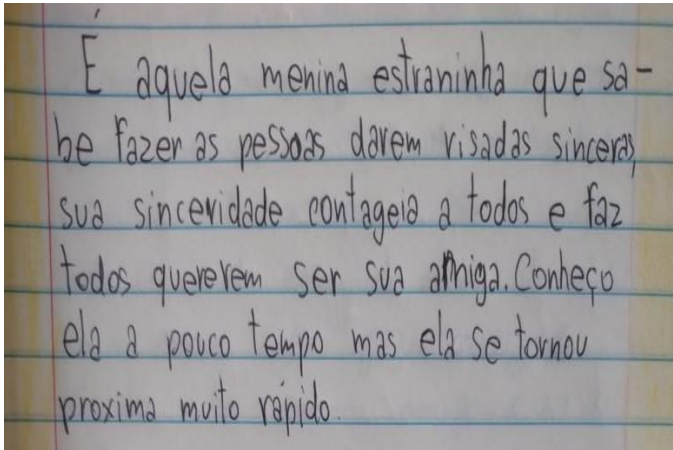 É aquela menina estraninha que sa-
be fazer as pessoas darem risadas sinceras,
sua sinceridade contageia a todos e faz
todos quererem ser sua amiga. Conheço
ela a pouco tempo mas ela se tornou
proxima muito rápido.